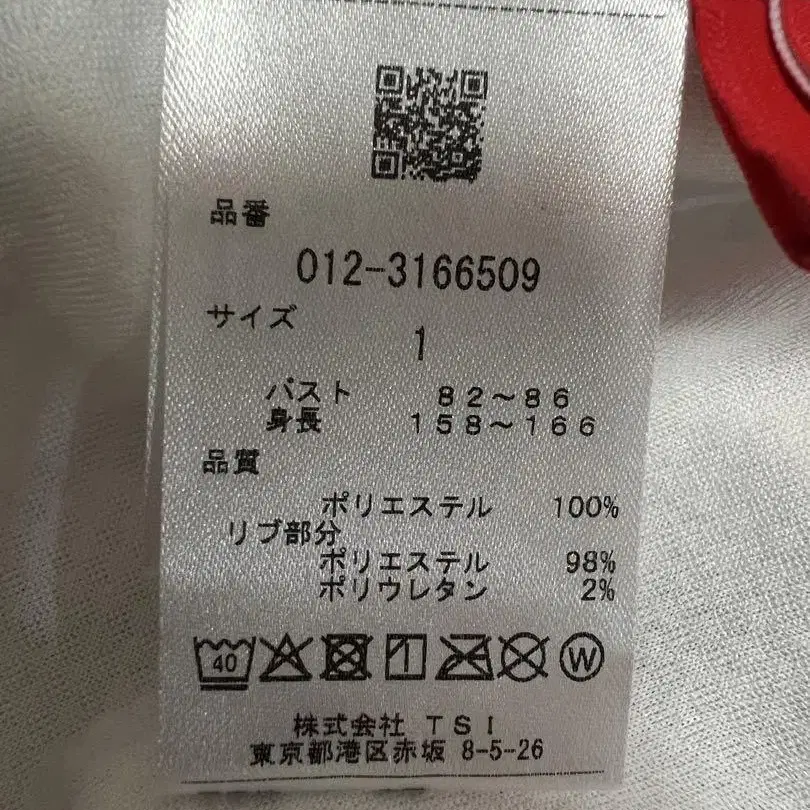 品番
012-3166509
サイズ
1
バスト 82~86
身長 158~166
品質
ポリエステル 100%
リブ部分
ポリエステル 98%
ポリウレタン 2%
40 W
株式会社 TSI
東京都港区赤坂 8-5-26